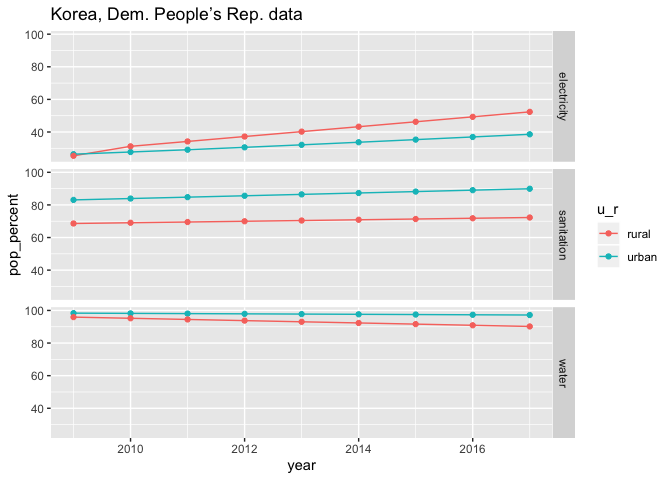 Korea, Dem. People’s Rep. data
100
80
60
40
electricity
100
80
60
40
sanitation
100
80
60
40
water
pop_percent
2010 2012 2014 2016
year
u_r
rural
urban